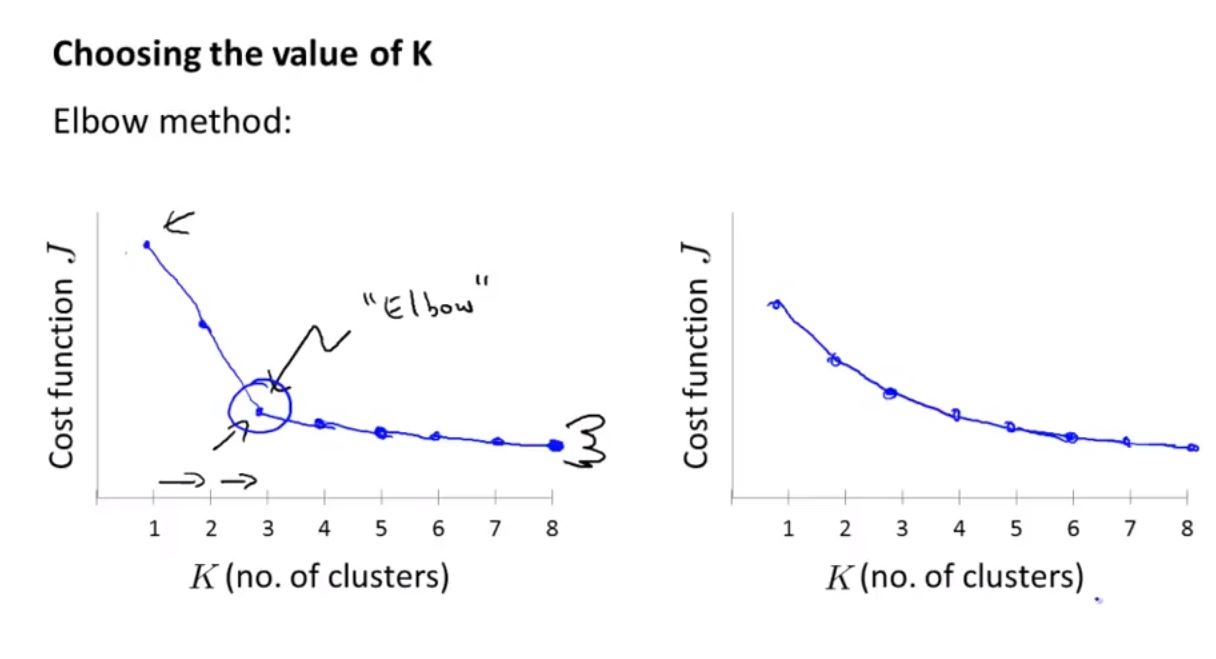 Choosing the value of K
Elbow method:
Cost function J
"Elbow"
1 2 3 4 5 6 7 8
K (no. of clusters)
Cost function J
1 2 3 4 5 6 7 8
K (no. of clusters)